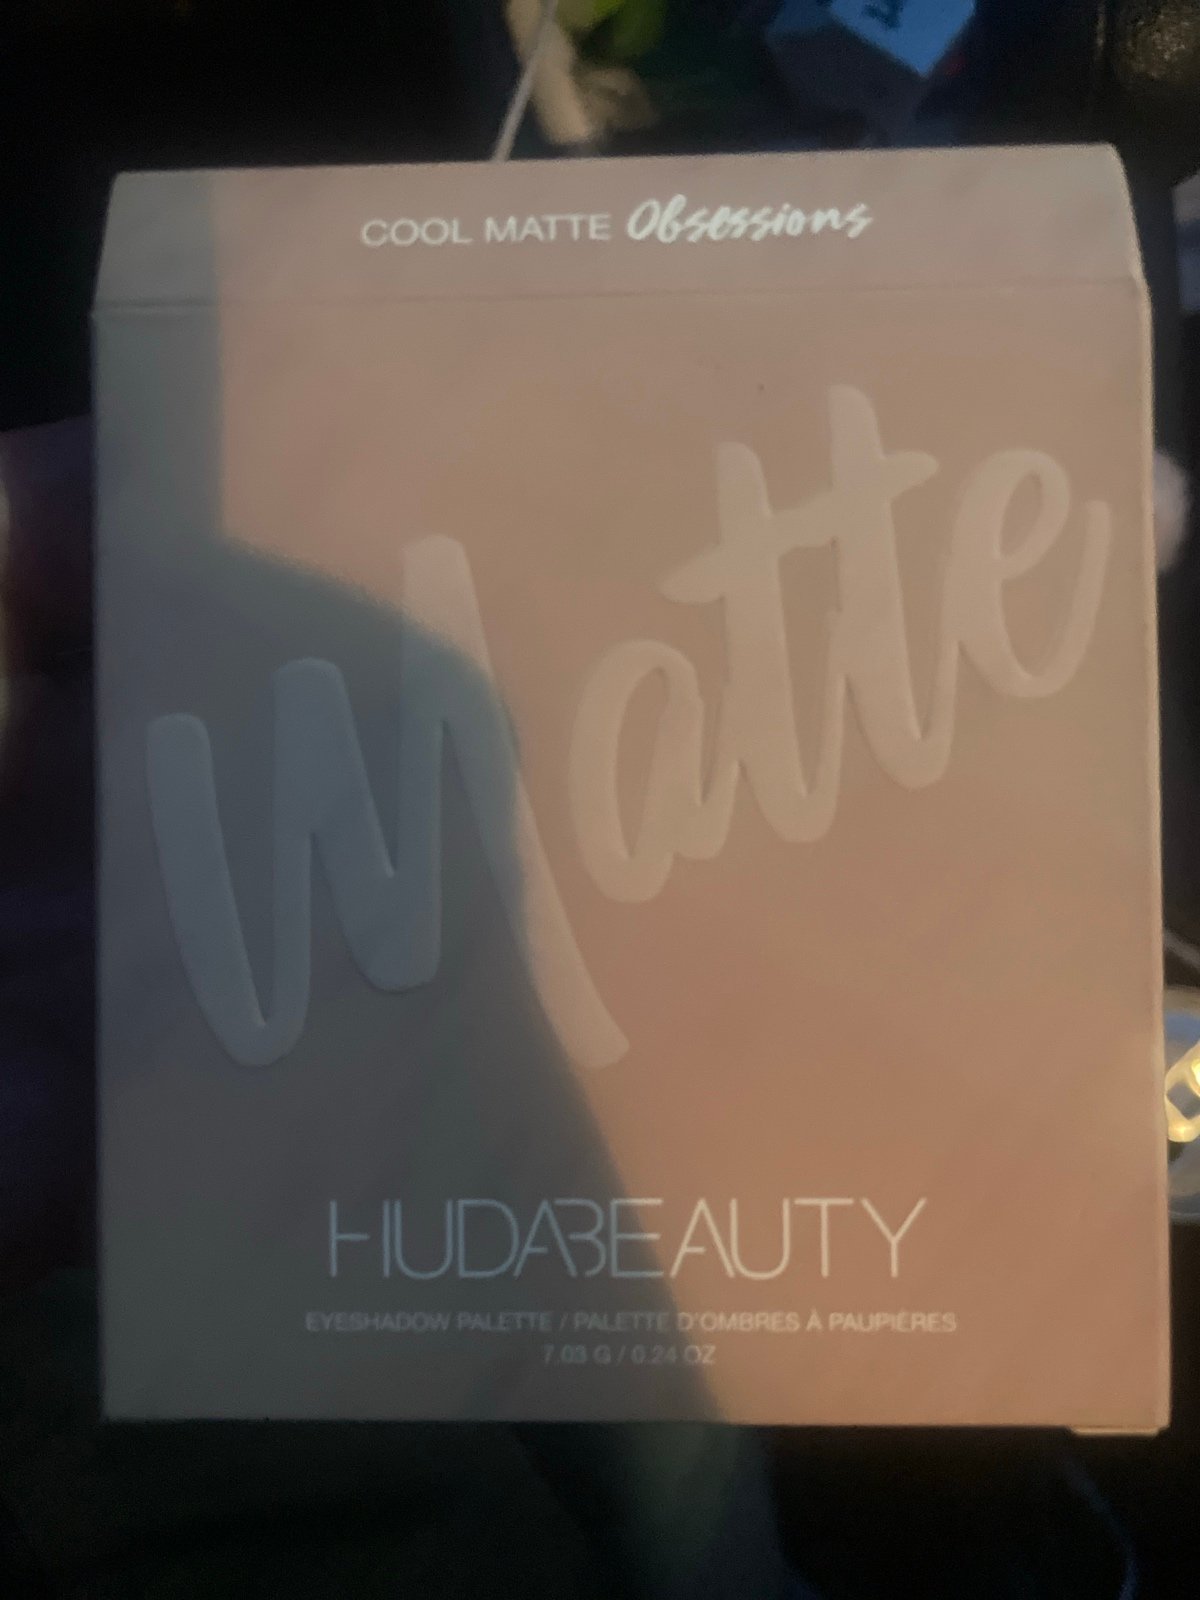 COOL MATTE Obsessions
Matte
HUDABEAUTY
EYESHADOW PALETTE / PALETTE D'OMBRES À PAUPIÈRES
7.03 G / 0.24 OZ